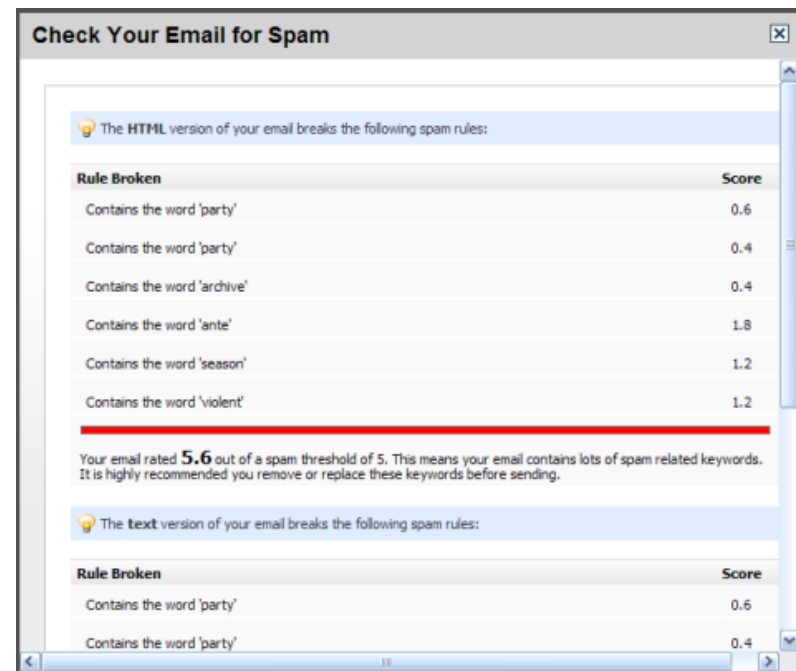 Check Your Email for Spam
The HTML version of your email breaks the following spam rules:
Rule Broken Score
Contains the word 'party' 0.6
Contains the word 'party' 0.4
Contains the word 'archive' 0.4
Contains the word 'ante' 1.8
Contains the word 'season' 1.2
Contains the word 'violent' 1.2
Your email rated 5.6 out of a spam threshold of 5. This means your email contains lots of spam related keywords.
It is highly recommended you remove or replace these keywords before sending.
The text version of your email breaks the following spam rules:
Rule Broken Score
Contains the word 'party' 0.6
Contains the word 'party' 0.4